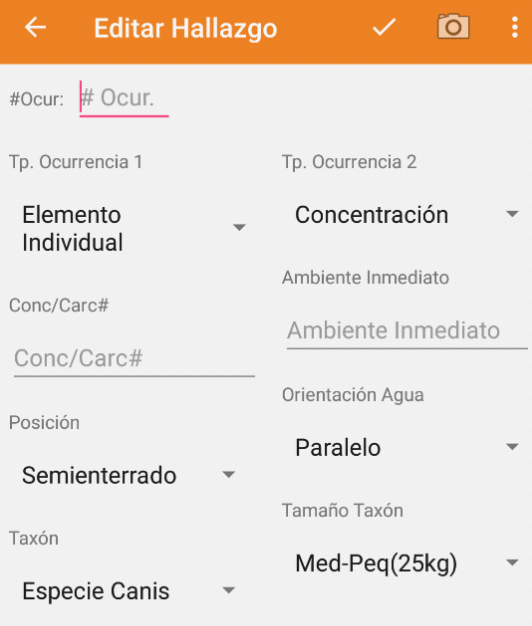 Editar Hallazgo
#Ocur: # Ocur.
Tp. Ocurrencia 1
Tp. Ocurrencia 2
Elemento
Individual
Concentración
Ambiente Inmediato
Conc/Carc#
Ambiente Inmediato
Conc/Carc#
Orientación Agua
Posición
Paralelo
Semienterrado
Tamaño Taxón
Taxón
Med-Peq(25kg)
Especie Canis